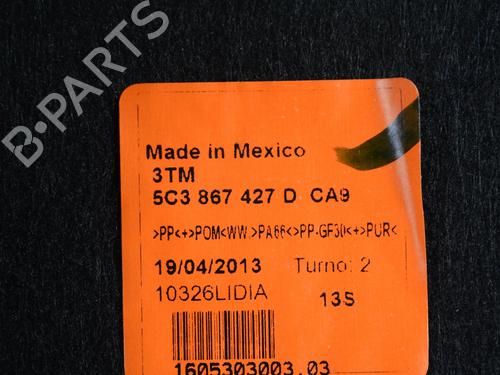 B-PARTS
Made in Mexico
3TM
5C3 867 427 D CA9
>PP<+>POM<WW.>PA66<>PP-GF30<+>PUR<
19/04/2013 Turno: 2
10326LIDIA 13S
1605303003.03